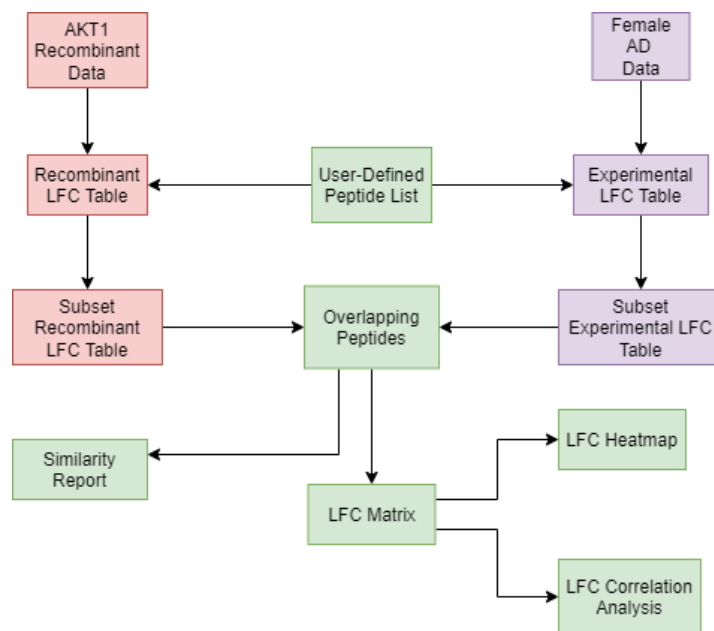 AKT1
Recombinant
Data
Female
AD
Data
Recombinant
LFC Table
User-Defined
Peptide List
Experimental
LFC Table
Subset
Recombinant
LFC Table
Overlapping
Peptides
Subset
Experimental LFC
Table
Similarity
Report
LFC Heatmap
LFC Matrix
LFC Correlation
Analysis